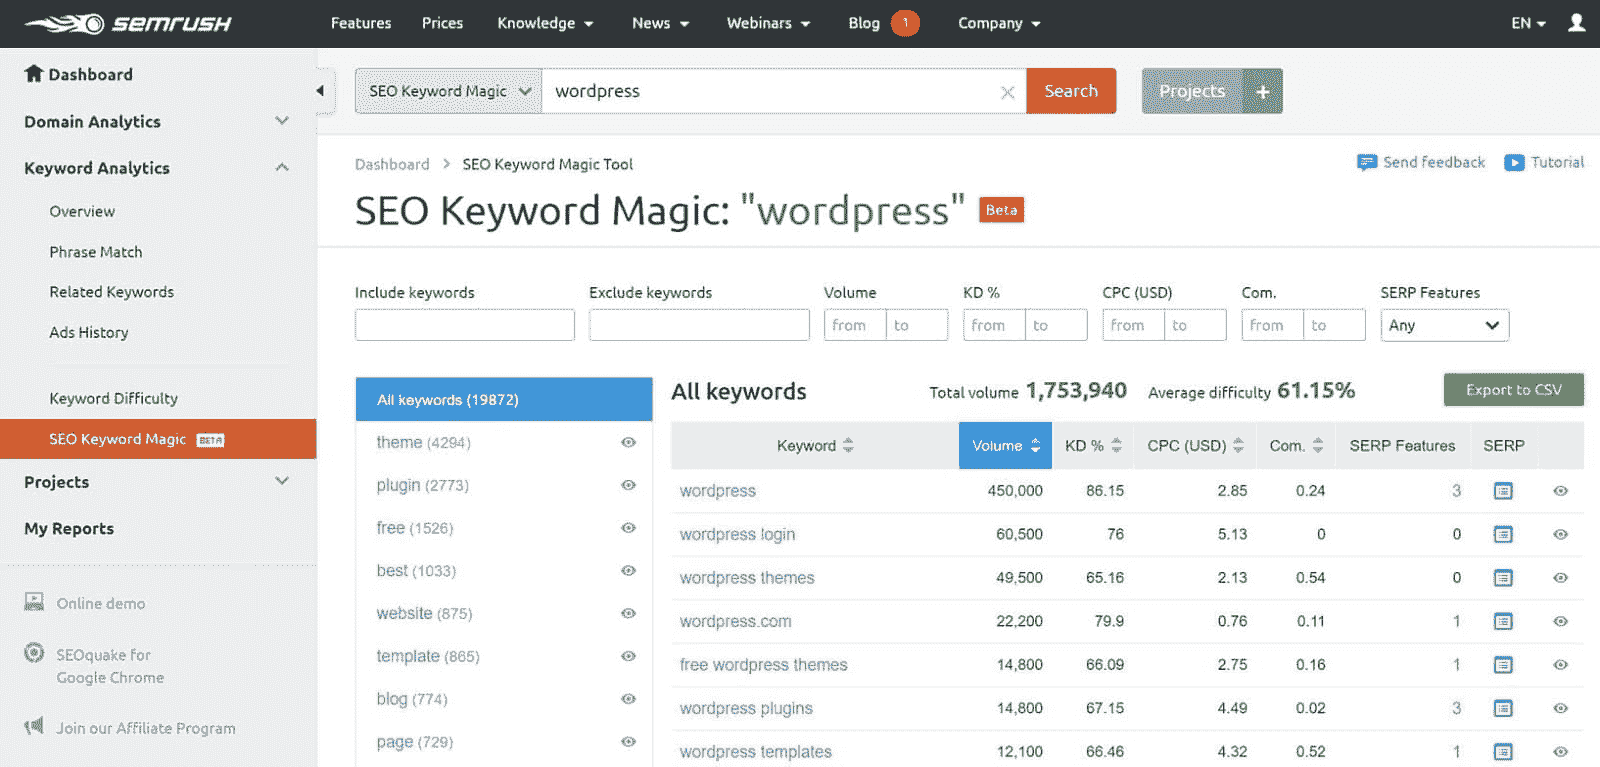 SEMRUSH Features Prices Knowledge News Webinars Blog 1 Company EN
Dashboard
Domain Analytics
Keyword Analytics
Overview
Phrase Match
Related Keywords
Ads History
Keyword Difficulty
SEO Keyword Magic BETA
Projects
My Reports
Online demo
SEOquake for
Google Chrome
Join our Affiliate Program
SEO Keyword Magic wordpress Search Projects +
Dashboard > SEO Keyword Magic Tool Send feedback Tutorial
SEO Keyword Magic: "wordpress" Beta
Include keywords Exclude keywords Volume KD % CPC (USD) Com. SERP Features
from to from to from to from to Any
All keywords (19872)
theme (4294)
plugin (2773)
free (1526)
best (1033)
website (875)
template (865)
blog (774)
page (729)
All keywords Total volume 1,753,940 Average difficulty 61.15% Export to CSV
Keyword Volume KD % CPC (USD) Com. SERP Features SERP
wordpress 450,000 86.15 2.85 0.24 3
wordpress login 60,500 76 5.13 0 0
wordpress themes 49,500 65.16 2.13 0.54 0
wordpress.com 22,200 79.9 0.76 0.11 1
free wordpress themes 14,800 66.09 2.75 0.16 1
wordpress plugins 14,800 67.15 4.49 0.02 3
wordpress templates 12,100 66.46 4.32 0.52 1